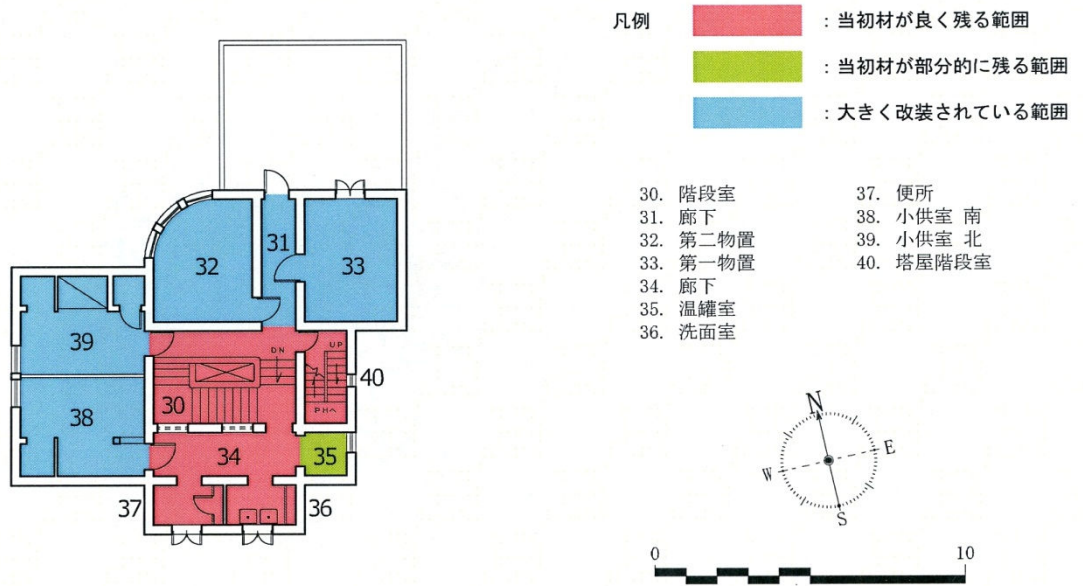 凡例
：当初材が良く残る範囲
：当初材が部分的に残る範囲
：大きく改装されている範囲
30. 階段室
31. 廊下
32. 第二物置
33. 第一物置
34. 廊下
35. 温罐室
36. 洗面室
37. 便所
38. 小供室 南
39. 小供室 北
40. 塔屋階段室
31
32
33
39
DN
UP
40
30
PHへ
38
34
35
37
36
N
W
E
S
0
10